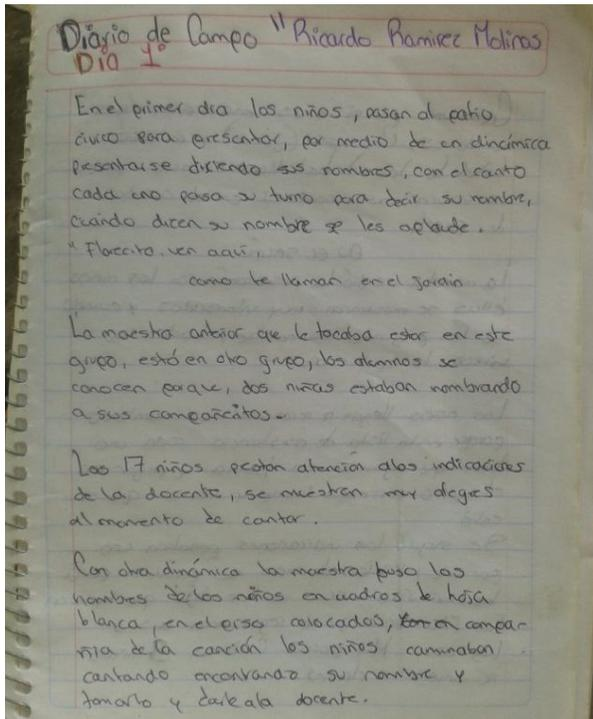 Diario de Campo "Ricardo Ramirez Molinas
Día 1°
En el primer dia los niños, pasan al patio
civico para presentar, por medio de un dinámica
presentarse diciendo sus nombres, con el canto
cada uno pasa su turno para decir su nombre,
cuando dicen su nombre se les aplaude.
"Florecita, ven aquí,
como te llaman en el Jardin
La maestra anterior que le tocaba estar en este
grupo, está en otro grupo, los alumnos se
conocen porque, dos niñas estaban nombrando
a sus compañeitos.
Los 17 niños prestan atención a las indicaciones
de la docente, se muestran muy alegres
al momento de cantar.
Con otra dinámica la maestra puso los
nombres de los niños en cuadros de hoja
blanca, en el piso colocados, en compa-
ñia de la canción los niños caminaban
cantando encontrando su nombre y
tomarlo y darle a la docente.